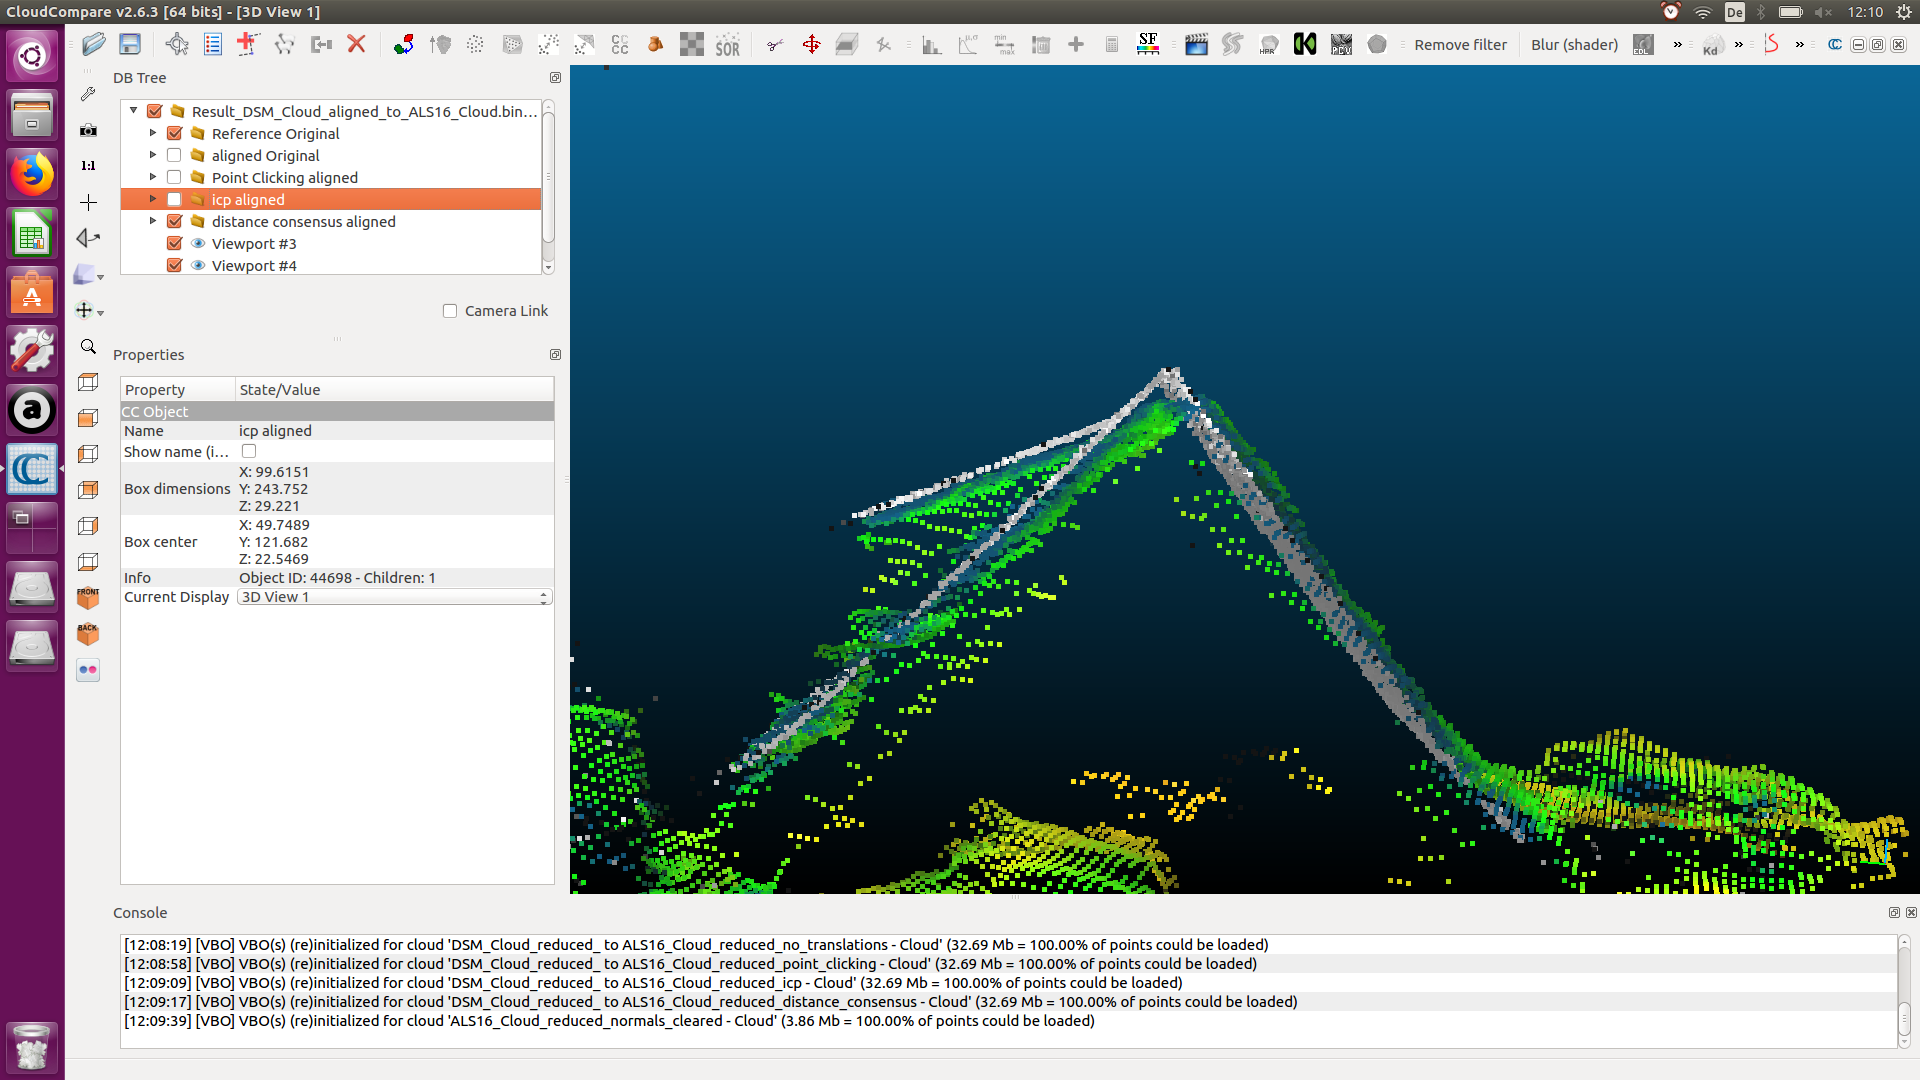 CloudCompare v2.6.3 [64 bits] - [3D View 1]
De
12:10
CC
CC
SOR
min
max
SF
HPR
PCV
Remove filter
Blur (shader)
EDL
Kd
DB Tree
Result_DSM_Cloud_aligned_to_ALS16_Cloud.bin...
Reference Original
aligned Original
Point Clicking aligned
icp aligned
distance consensus aligned
Viewport #3
Viewport #4
1:1
Camera Link
Properties
Property State/Value
CC Object
Name icp aligned
Show name (i...
Box dimensions
X: 99.6151
Y: 243.752
Z: 29.221
Box center
X: 49.7489
Y: 121.682
Z: 22.5469
Info Object ID: 44698 - Children: 1
Current Display 3D View 1
FRONT
BACK
Console
[12:08:19] [VBO] VBO(s) (re)initialized for cloud 'DSM_Cloud_reduced_ to ALS16_Cloud_reduced_no_translations - Cloud' (32.69 Mb = 100.00% of points could be loaded)
[12:08:58] [VBO] VBO(s) (re)initialized for cloud 'DSM_Cloud_reduced_ to ALS16_Cloud_reduced_point_clicking - Cloud' (32.69 Mb = 100.00% of points could be loaded)
[12:09:09] [VBO] VBO(s) (re)initialized for cloud 'DSM_Cloud_reduced_ to ALS16_Cloud_reduced_icp - Cloud' (32.69 Mb = 100.00% of points could be loaded)
[12:09:17] [VBO] VBO(s) (re)initialized for cloud 'DSM_Cloud_reduced_ to ALS16_Cloud_reduced_distance_consensus - Cloud' (32.69 Mb = 100.00% of points could be loaded)
[12:09:39] [VBO] VBO(s) (re)initialized for cloud 'ALS16_Cloud_reduced_normals_cleared - Cloud' (3.86 Mb = 100.00% of points could be loaded)